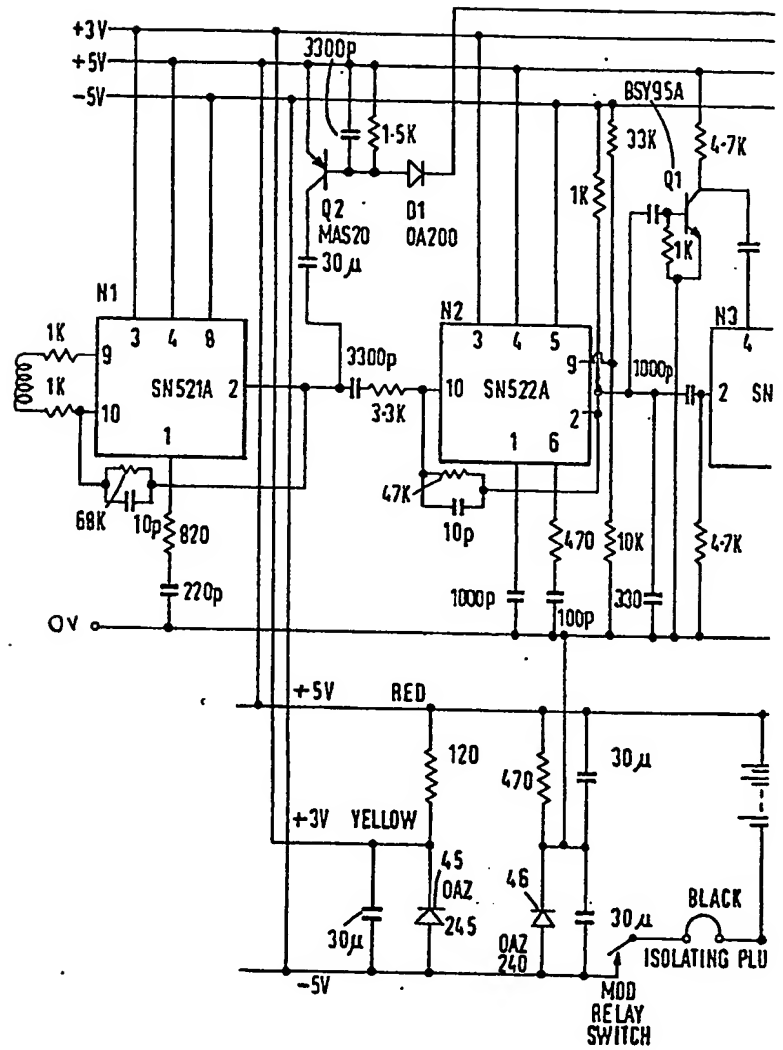 +3V
3300p
+5V
-5V
BSY95A
1·5K
33K
4·7K
Q1
1K
Q2
MAS20
D1
OA200
1K
30μ
N1
N2
N3
1K
3 4 8
3 4 5
4
9
3300p
9
1000p
1K
SN521A
2
10
SN522A
2
SN
10
3·3K
2
1
1 6
47K
68K
10p
820
10p
470
10K
4·7K
220p
1000p
100p
330
0V
+5V
RED
120
470
30μ
+3V
YELLOW
45
46
BLACK
OAZ
245
30μ
OAZ
240
30μ
ISOLATING PLU
-5V
MOD
RELAY
SWITCH